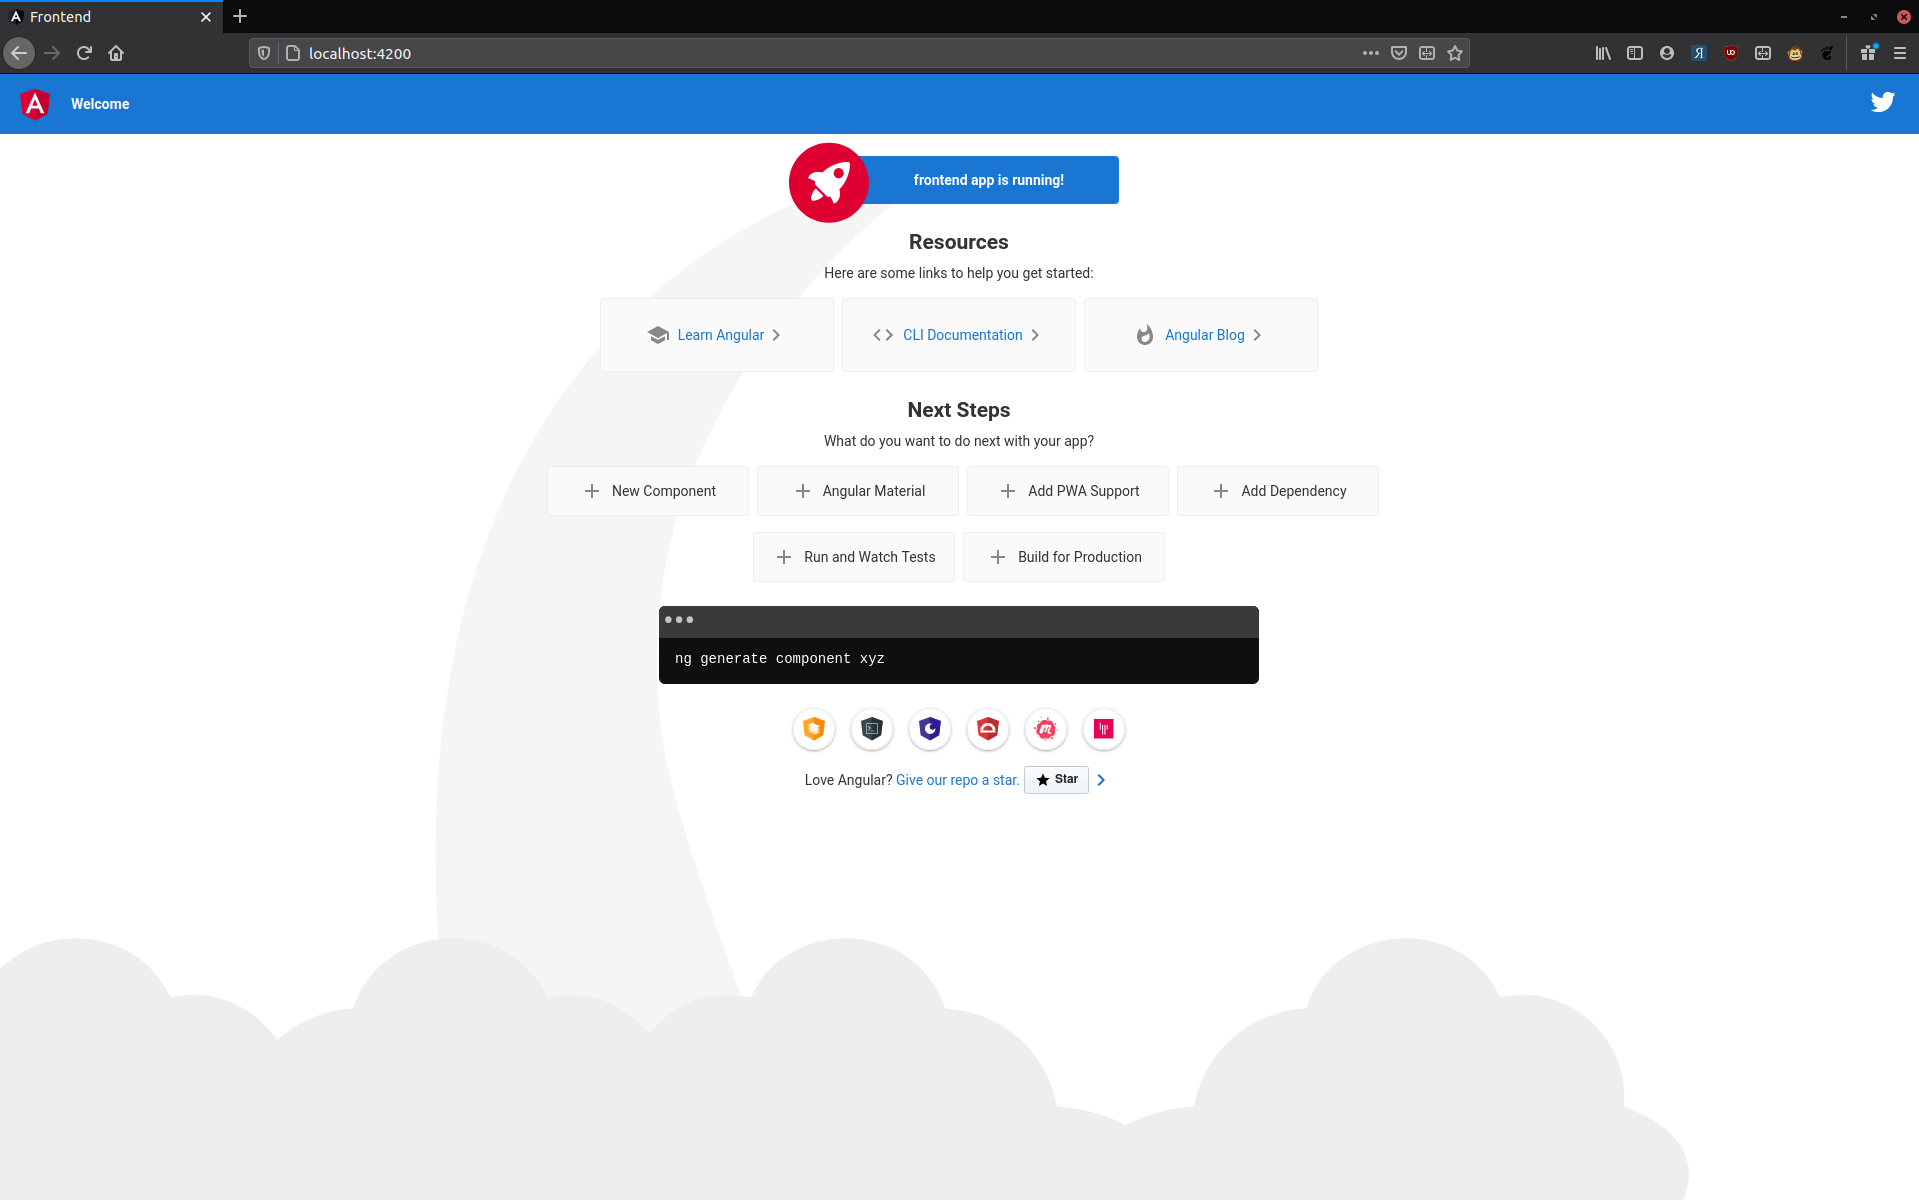 Frontend
localhost:4200
Welcome
frontend app is running!
Resources
Here are some links to help you get started:
Learn Angular
CLI Documentation
Angular Blog
Next Steps
What do you want to do next with your app?
New Component
Angular Material
Add PWA Support
Add Dependency
Run and Watch Tests
Build for Production
ng generate component xyz
Love Angular? Give our repo a star. Star